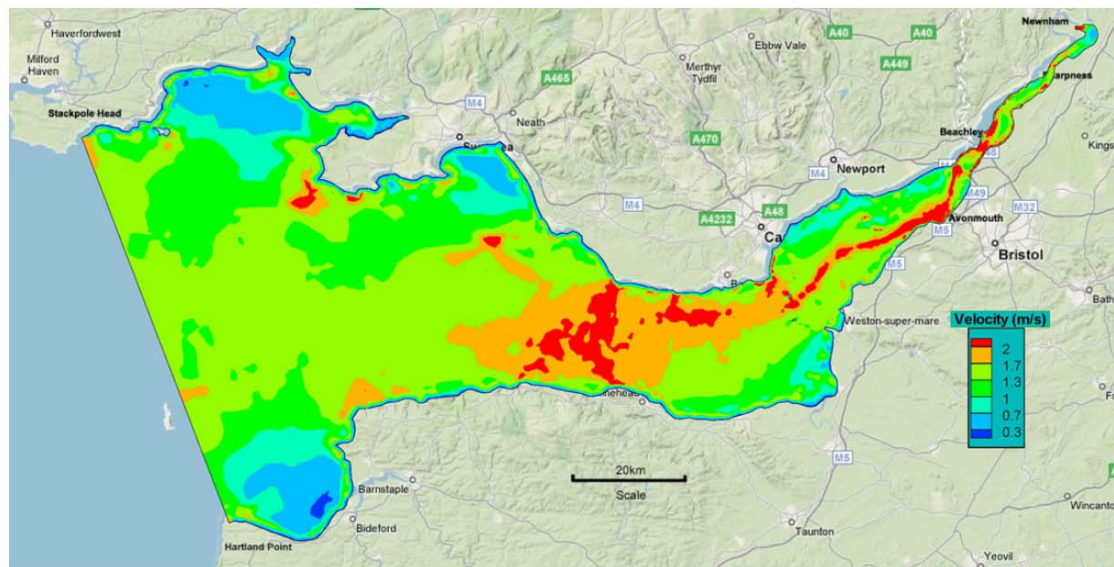 Haverfordwest
Milford
Haven
Stackpole Head
A40
A40
Newnham
Ebbw Vale
A465
Merthyr
Tydfil
A449
M4
Neath
A470
Beachley
Kings
Newport
M4
M4
M4
A4232
A48
M49
M32
Avonmouth
M5
Bristol
M5
Bath
Weston-super-mare
Velocity (m/s)
2
1.7
1.3
1
0.7
0.3
M5
20km
Scale
Barnstaple
Bideford
Hartland Point
Taunton
Wincanton
Yeovil